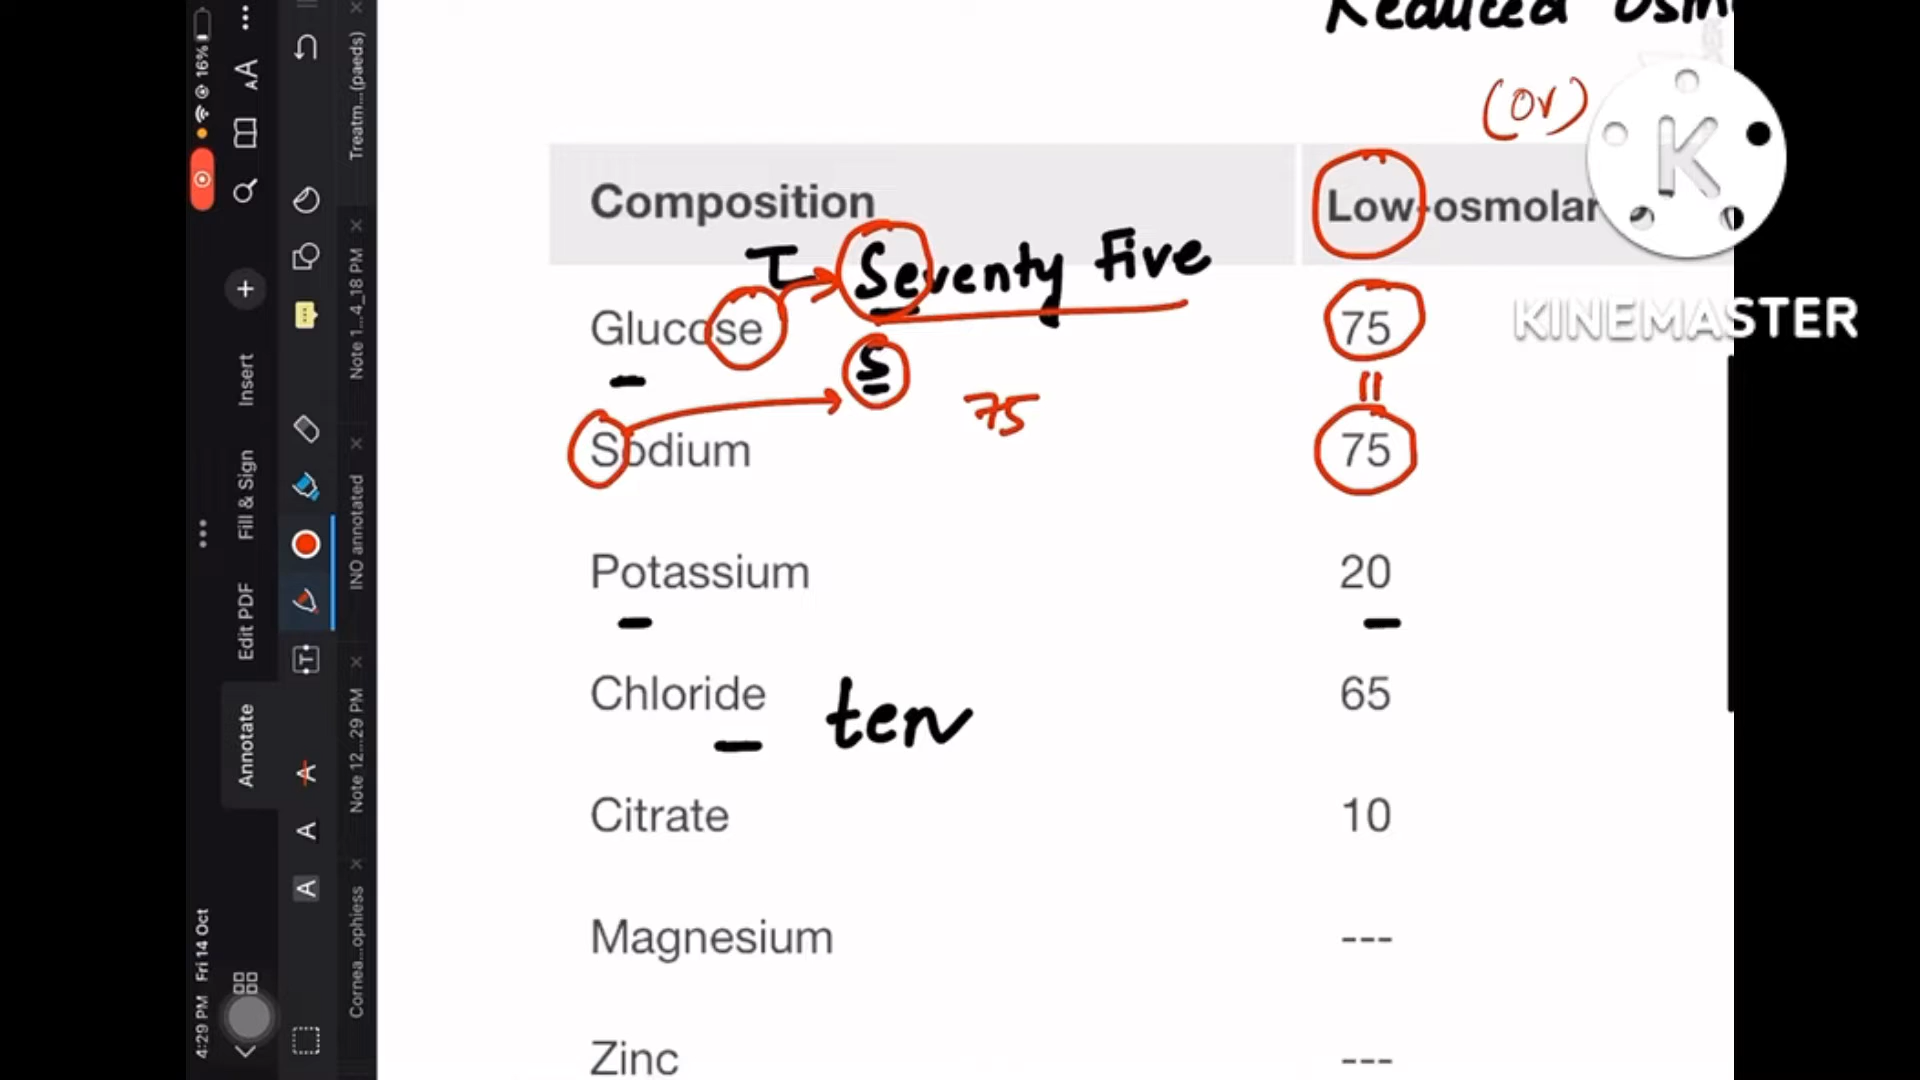 Reduced Osm
(or)
Composition Low-osmolar
I Seventy Five
Glucose 75
S
75
Sodium 75
Potassium 20
Chloride 65
ten
Citrate 10
Magnesium ---
Zinc ---
KINEMASTER
K
16%
AA
Treatm...(paeds)
Note 1...4_18 PM
INO annotated
Note 12...29 PM
Cornea...ophiess
Insert
Fill & Sign
Edit PDF
Annotate
T
A
A
A
4:29 PM Fri 14 Oct